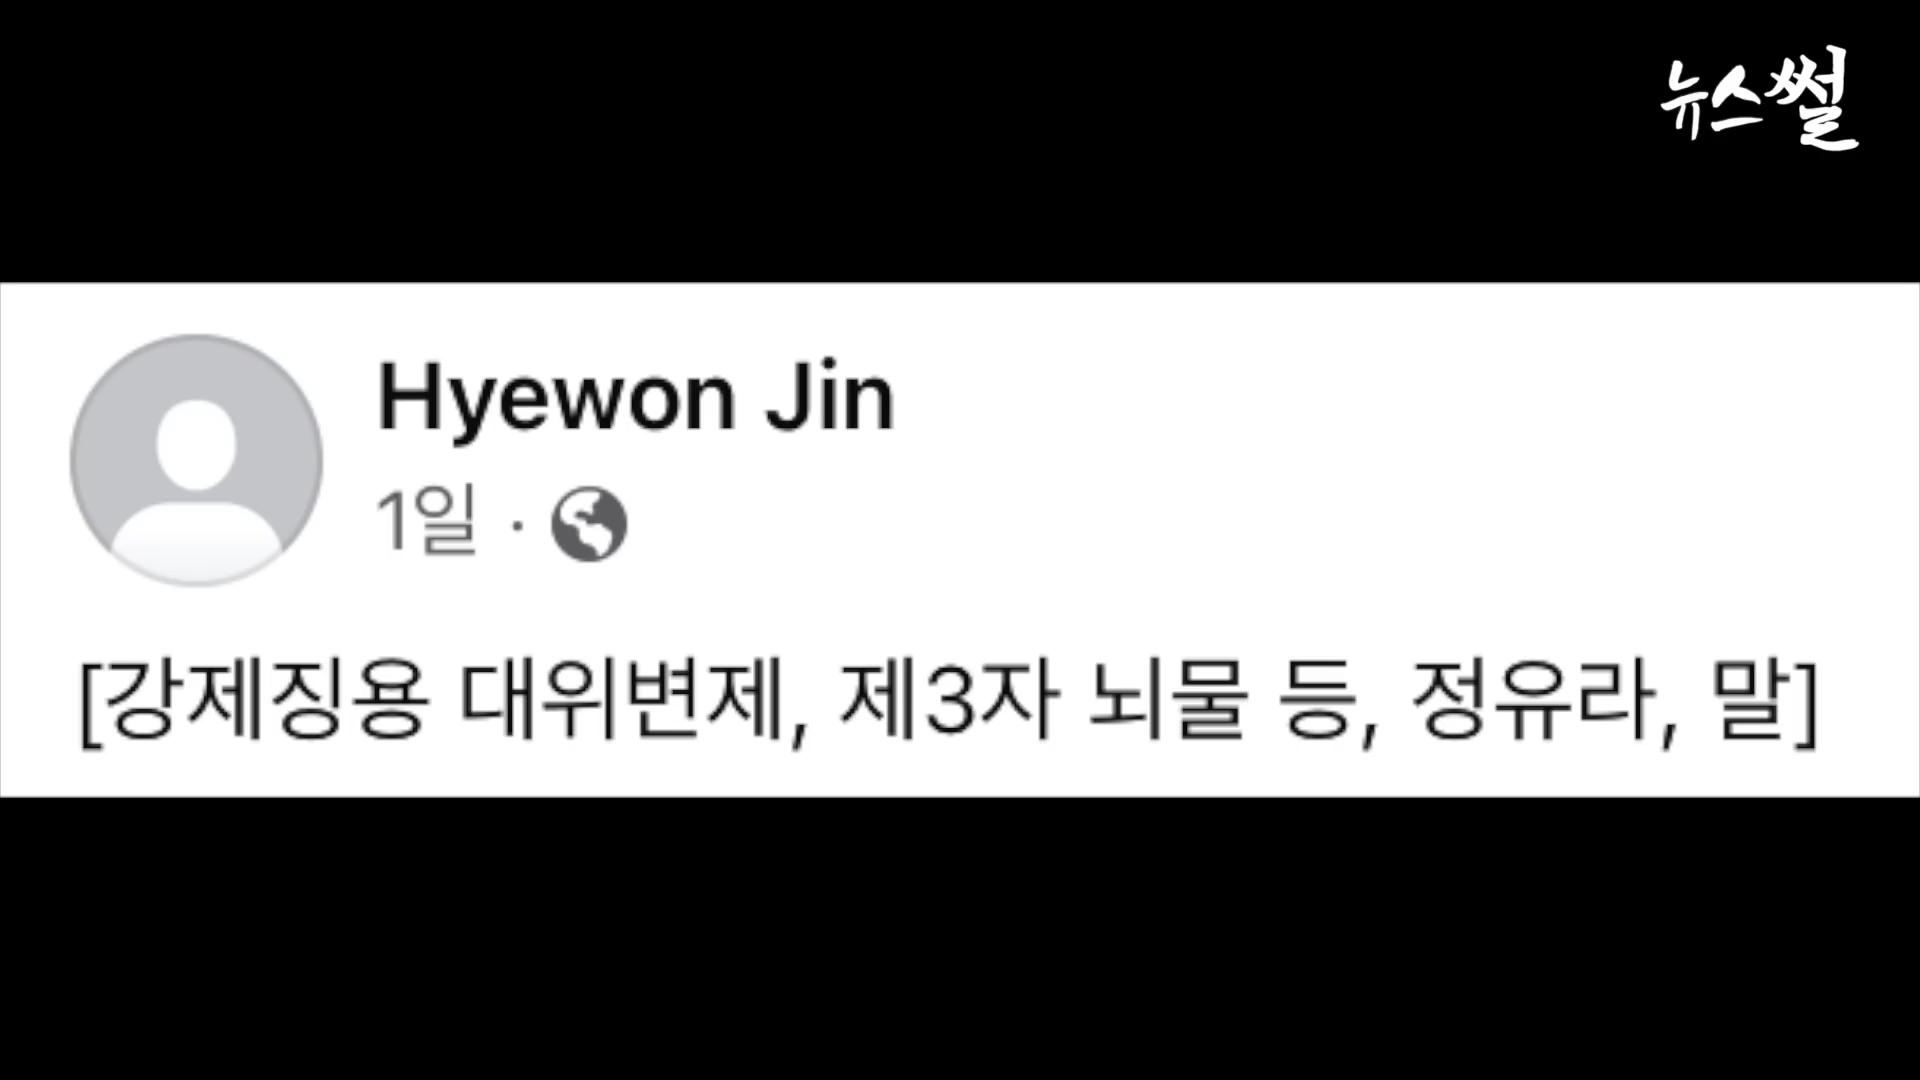 뉴스썰
Hyewon Jin
1일 ·
[강제징용 대위변제, 제3자 뇌물 등, 정유라, 말]